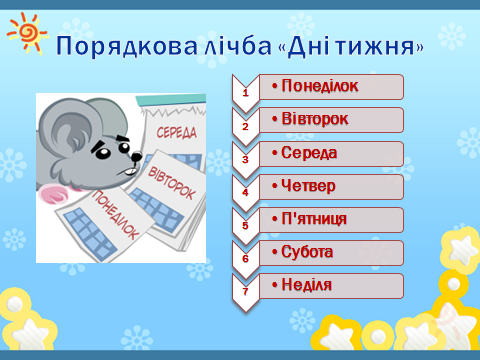 Порядкова лічба «Дні тижня»
СЕРЕДА
ВІВТОРОК
ПОНЕДІЛОК
1 • Понеділок
2 • Вівторок
3 • Середа
4 • Четвер
5 • П'ятниця
6 • Субота
7 • Неділя